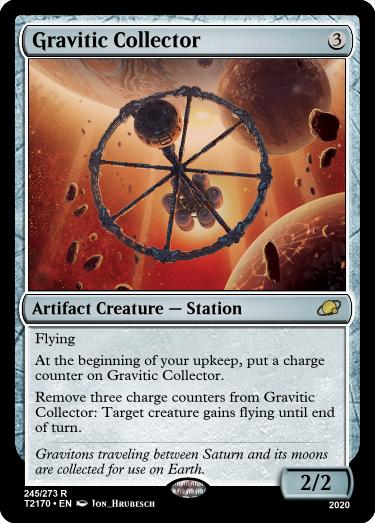 Gravitic Collector 3
Artifact Creature — Station
Flying
At the beginning of your upkeep, put a charge
counter on Gravitic Collector.
Remove three charge counters from Gravitic
Collector: Target creature gains flying until end
of turn.
Gravitons traveling between Saturn and its moons
are collected for use on Earth.
2/2
245/273 R
T2170 • EN Jon_Hrubesch
2020